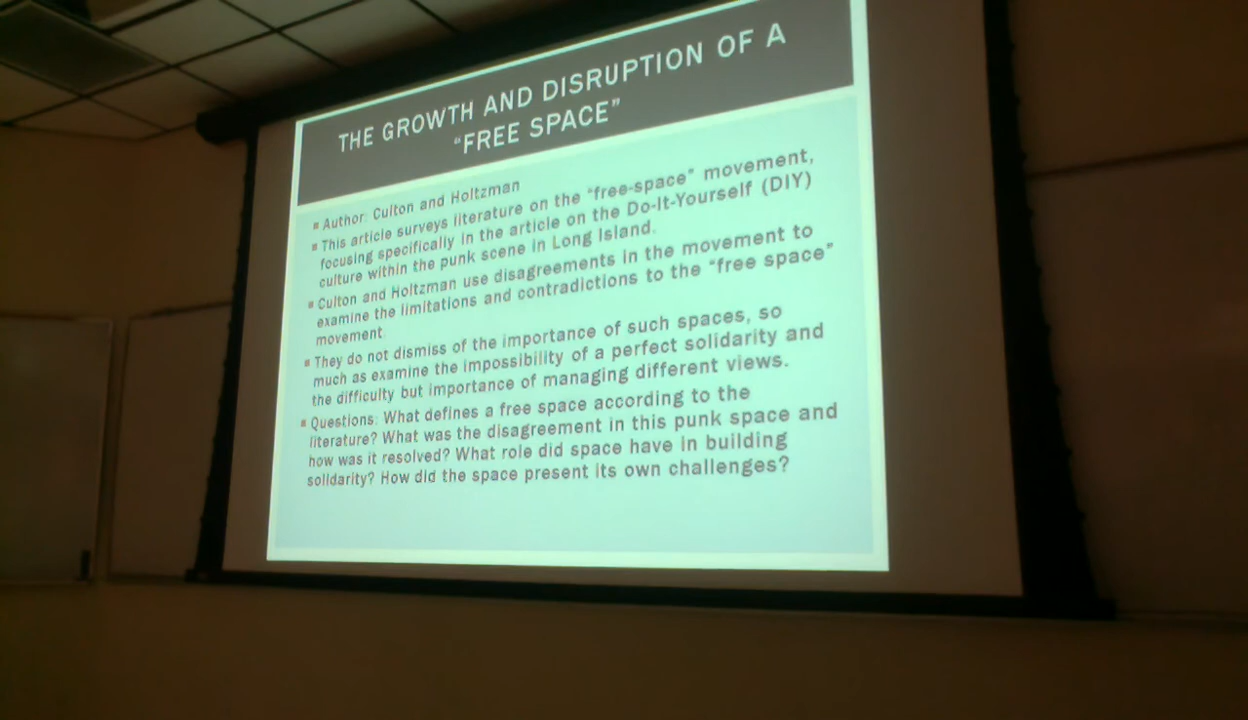 THE GROWTH AND DISRUPTION OF A
"FREE SPACE"
▪ Author: Culton and Holtzman
▪ This article surveys literature on the "free-space" movement,
focusing specifically in the article on the Do-It-Yourself (DIY)
culture within the punk scene in Long Island.
▪ Culton and Holtzman use disagreements in the movement to
examine the limitations and contradictions to the "free space"
movement
▪ They do not dismiss of the importance of such spaces, so
much as examine the impossibility of a perfect solidarity and
the difficulty but importance of managing different views.
▪ Questions: What defines a free space according to the
literature? What was the disagreement in this punk space and
how was it resolved? What role did space have in building
solidarity? How did the space present its own challenges?